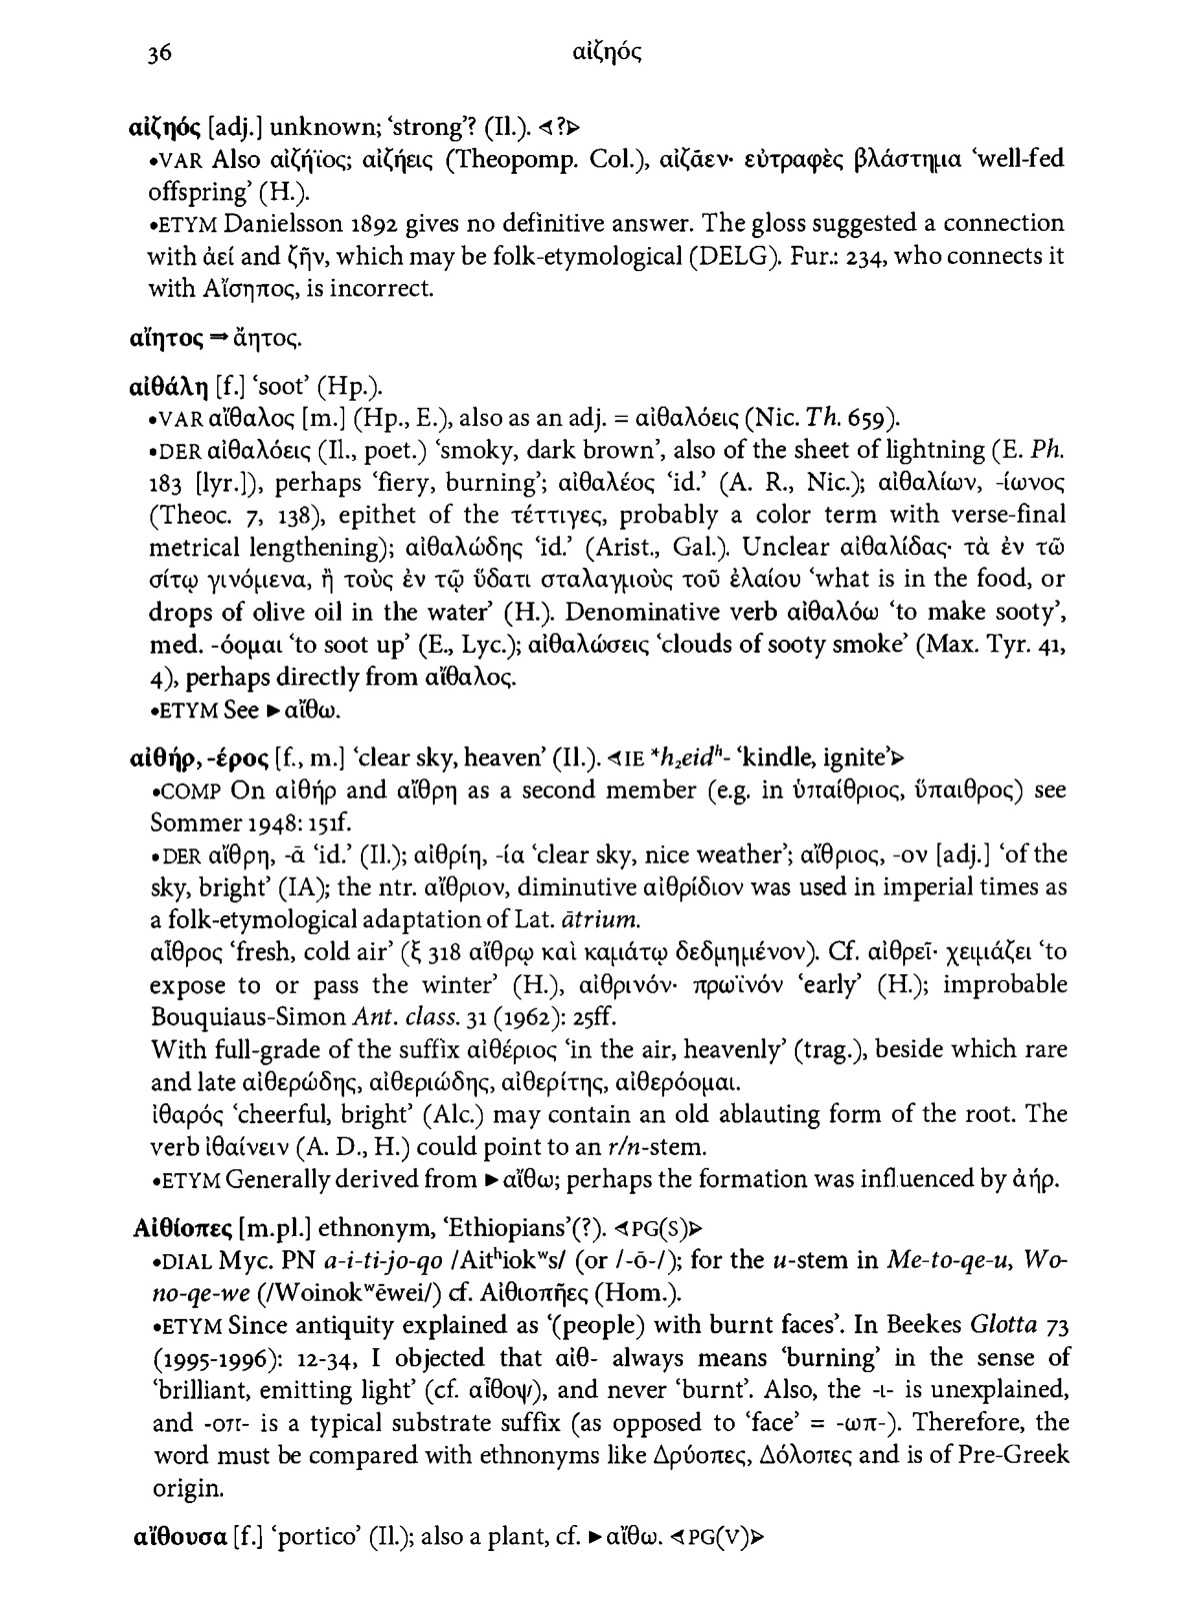 36
αἰζηός
αἰζηός [adj.] unknown; ‘strong’? (Il.). ⊲?⊳
•VAR Also αἰζήϊος; αἰζήεις (Theopomp. Col.), αἰζᾶεν· εὐτραφὲς βλάστημα ‘well-fed
offspring’ (H.).
•ETYM Danielsson 1892 gives no definitive answer. The gloss suggested a connection
with ἀεί and ζῆν, which may be folk-etymological (DELG). Fur.: 234, who connects it
with Αἴσηπος, is incorrect.
αἴητος ⇒ ἄητος.
αἰθάλη [f.] ‘soot’ (Hp.).
•VAR αἴθαλος [m.] (Hp., E.), also as an adj. = αἰθαλόεις (Nic. Th. 659).
•DER αἰθαλόεις (Il., poet.) ‘smoky, dark brown’, also of the sheet of lightning (E. Ph.
183 [lyr.]), perhaps ‘fiery, burning’; αἰθαλέος ‘id.’ (A. R., Nic.); αἰθαλίων, -ίωνος
(Theoc. 7, 138), epithet of the τέττιγες, probably a color term with verse-final
metrical lengthening); αἰθαλώδης ‘id.’ (Arist., Gal.). Unclear αἰθαλίδας· τὰ ἐν τῶ
σίτῳ γινόμενα, ἢ τοὺς ἐν τῷ ὕδατι σταλαγμοὺς τοῦ ἐλαίου ‘what is in the food, or
drops of olive oil in the water’ (H.). Denominative verb αἰθαλόω ‘to make sooty’,
med. -όομαι ‘to soot up’ (E., Lyc.); αἰθαλώσεις ‘clouds of sooty smoke’ (Max. Tyr. 41,
4), perhaps directly from αἴθαλος.
•ETYM See ►αἴθω.
αἰθήρ, -έρος [f., m.] ‘clear sky, heaven’ (Il.). ⊲IE *h₂eidʰ- ‘kindle, ignite’⊳
•COMP On αἰθήρ and αἴθρη as a second member (e.g. in ὑπαίθριος, ὕπαιθρος) see
Sommer 1948: 151f.
•DER αἴθρη, -ᾱ ‘id.’ (Il.); αἰθρίη, -ία ‘clear sky, nice weather’; αἴθριος, -ον [adj.] ‘of the
sky, bright’ (IA); the ntr. αἴθριον, diminutive αἰθρίδιον was used in imperial times as
a folk-etymological adaptation of Lat. ātrium.
αἶθρος ‘fresh, cold air’ (ξ 318 αἴθρῳ καὶ καμάτῳ δεδμημένον). Cf. αἰθρεῖ· χειμάζει ‘to
expose to or pass the winter’ (H.), αἰθρινόν· πρωϊνόν ‘early’ (H.); improbable
Bouquiaus-Simon Ant. class. 31 (1962): 25ff.
With full-grade of the suffix αἰθέριος ‘in the air, heavenly’ (trag.), beside which rare
and late αἰθερώδης, αἰθεριώδης, αἰθερίτης, αἰθερόομαι.
ἰθαρός ‘cheerful, bright’ (Alc.) may contain an old ablauting form of the root. The
verb ἰθαίνειν (A. D., H.) could point to an r/n-stem.
•ETYM Generally derived from ►αἴθω; perhaps the formation was influenced by ἀήρ.
Αἰθίοπες [m.pl.] ethnonym, ‘Ethiopians’(?). ⊲PG(S)⊳
•DIAL Myc. PN a-i-ti-jo-qo /Aitʰiokʷs/ (or /-ō-/); for the u-stem in Me-to-qe-u, Wo-
no-qe-we (/Woinokʷēwei/) cf. Αἰθιοπῆες (Hom.).
•ETYM Since antiquity explained as ‘(people) with burnt faces’. In Beekes Glotta 73
(1995-1996): 12-34, I objected that αἰθ- always means ‘burning’ in the sense of
‘brilliant, emitting light’ (cf. αἶθοψ), and never ‘burnt’. Also, the -ι- is unexplained,
and -οπ- is a typical substrate suffix (as opposed to ‘face’ = -ωπ-). Therefore, the
word must be compared with ethnonyms like Δρύοπες, Δόλοπες and is of Pre-Greek
origin.
αἴθουσα [f.] ‘portico’ (Il.); also a plant, cf. ►αἴθω. ⊲PG(V)⊳